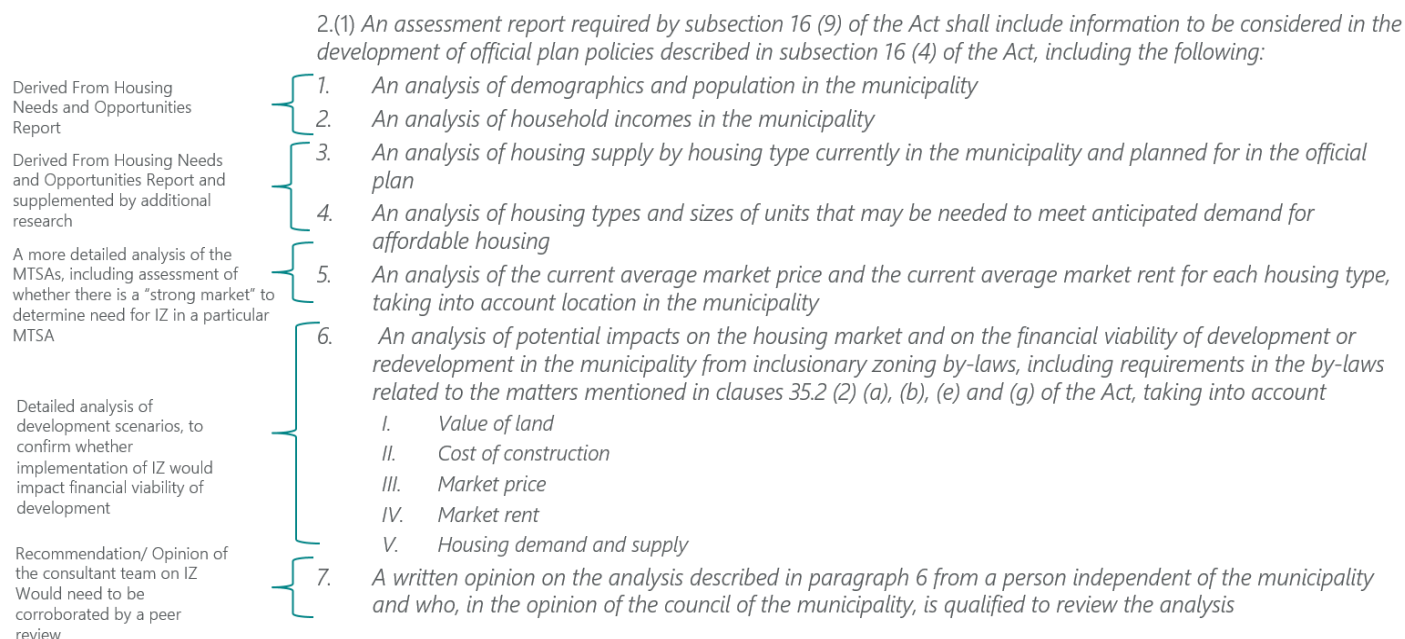 2.(1) An assessment report required by subsection 16 (9) of the Act shall include information to be considered in the
development of official plan policies described in subsection 16 (4) of the Act, including the following:
Derived From Housing
Needs and Opportunities
Report
1. An analysis of demographics and population in the municipality
2. An analysis of household incomes in the municipality
Derived From Housing Needs
and Opportunities Report and
supplemented by additional
research
3. An analysis of housing supply by housing type currently in the municipality and planned for in the official
plan
4. An analysis of housing types and sizes of units that may be needed to meet anticipated demand for
affordable housing
A more detailed analysis of the
MTSAs, including assessment of
whether there is a “strong market” to
determine need for IZ in a particular
MTSA
5. An analysis of the current average market price and the current average market rent for each housing type,
taking into account location in the municipality
Detailed analysis of
development scenarios, to
confirm whether
implementation of IZ would
impact financial viability of
development
6. An analysis of potential impacts on the housing market and on the financial viability of development or
redevelopment in the municipality from inclusionary zoning by-laws, including requirements in the by-laws
related to the matters mentioned in clauses 35.2 (2) (a), (b), (e) and (g) of the Act, taking into account
I. Value of land
II. Cost of construction
III. Market price
IV. Market rent
V. Housing demand and supply
Recommendation/ Opinion of
the consultant team on IZ
Would need to be
corroborated by a peer
review
7. A written opinion on the analysis described in paragraph 6 from a person independent of the municipality
and who, in the opinion of the council of the municipality, is qualified to review the analysis